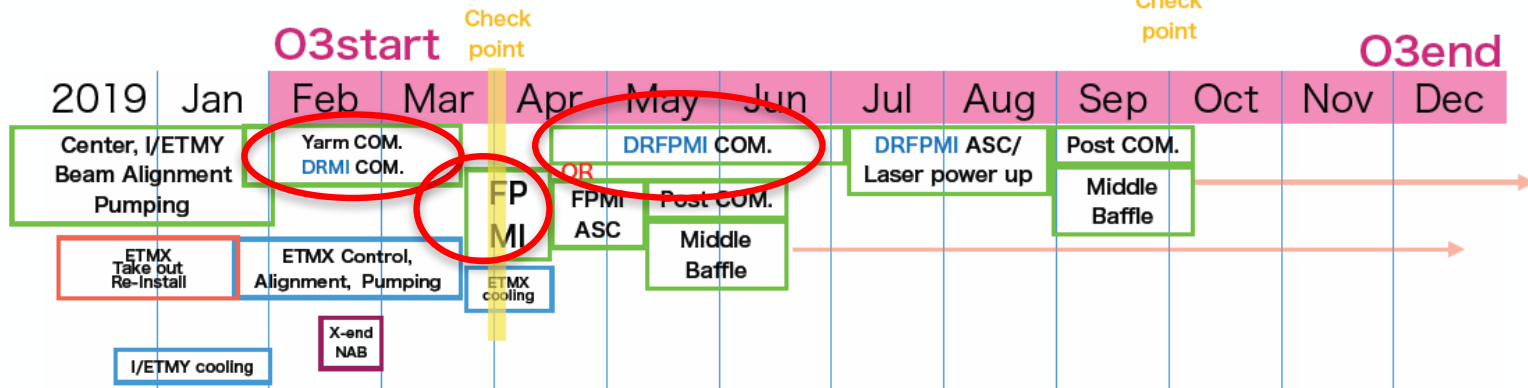 Check
point
Check
point
O3start
O3end
2019 Jan Feb Mar Apr May Jun Jul Aug Sep Oct Nov Dec
Center, I/ETMY
Beam Alignment
Pumping
Yarm COM.
DRMI COM.
DRFPMI COM.
DRFPMI ASC/
Laser power up
Post COM.
Middle
Baffle
OR
FP
MI
FPMI
ASC
Post COM.
Middle
Baffle
ETMX
Take out
Re-Install
ETMX Control,
Alignment, Pumping
ETMX
cooling
X-end
NAB
I/ETMY cooling